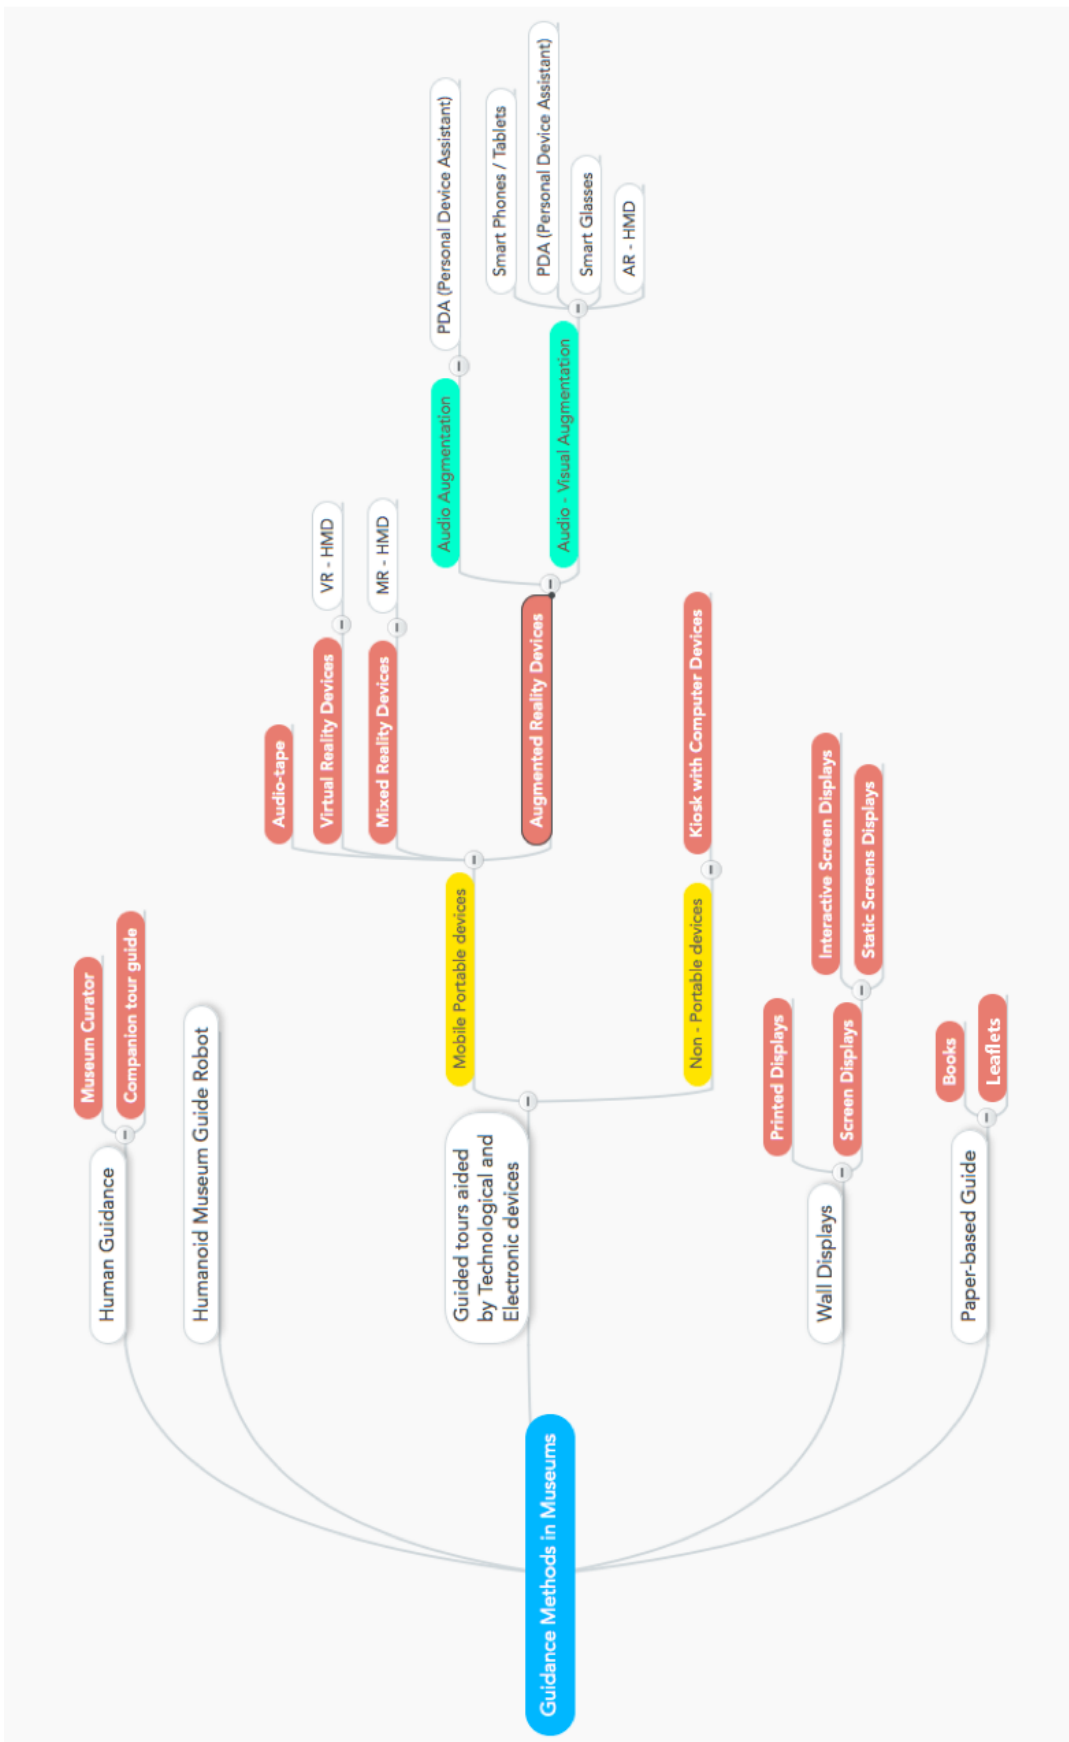 Guidance Methods in Museums
Human Guidance
Museum Curator
Companion tour guide
Humanoid Museum Guide Robot
Guided tours aided
by Technological and
Electronic devices
Mobile Portable devices
Audio-tape
Virtual Reality Devices
VR - HMD
Mixed Reality Devices
MR - HMD
Augmented Reality Devices
Audio Augmentation
PDA (Personal Device Assistant)
Audio - Visual Augmentation
Smart Phones / Tablets
PDA (Personal Device Assistant)
Smart Glasses
AR - HMD
Non - Portable devices
Kiosk with Computer Devices
Wall Displays
Printed Displays
Screen Displays
Interactive Screen Displays
Static Screens Displays
Paper-based Guide
Books
Leaflets